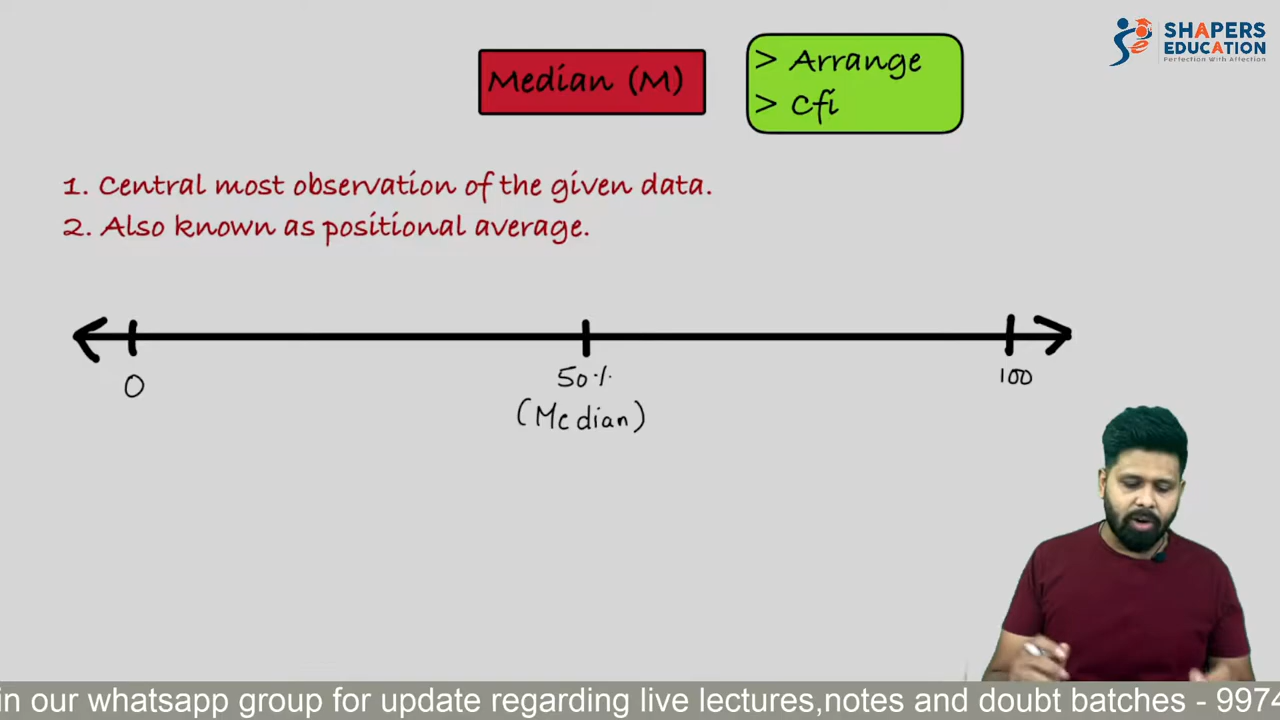 SHAPERS
EDUCATION
Perfection With Affection
Median (M)
> Arrange
> Cfi
1. Central most observation of the given data.
2. Also known as positional average.
0
50%
100
(Median)
in our whatsapp group for update regarding live lectures,notes and doubt batches - 9974